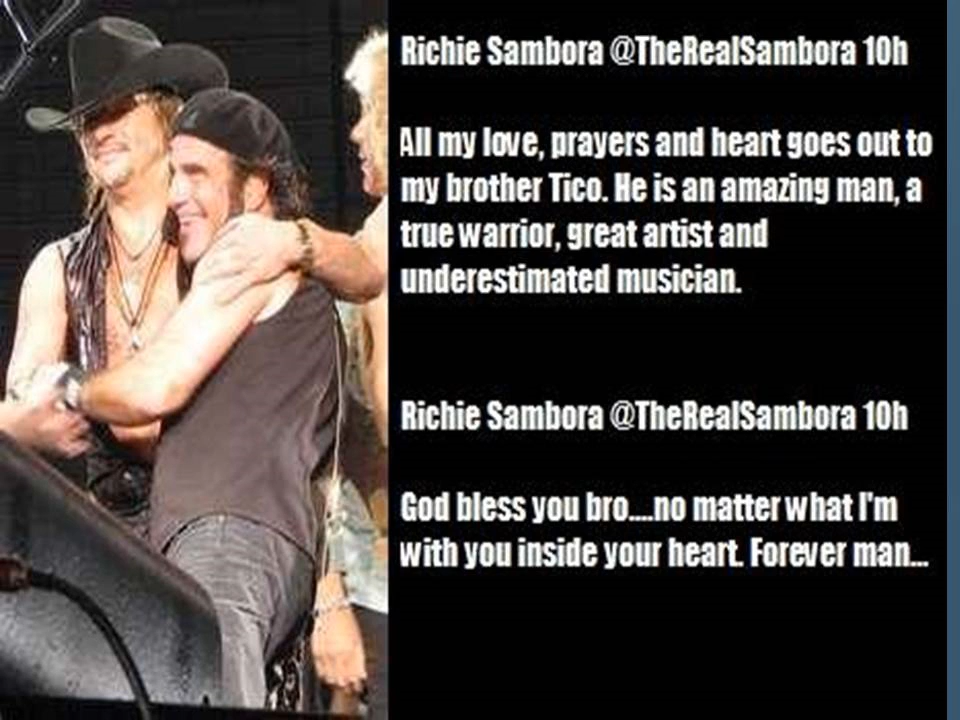 Richie Sambora @TheRealSambora 10h
All my love, prayers and heart goes out to
my brother Tico. He is an amazing man, a
true warrior, great artist and
underestimated musician.
Richie Sambora @TheRealSambora 10h
God bless you bro....no matter what I'm
with you inside your heart. Forever man...